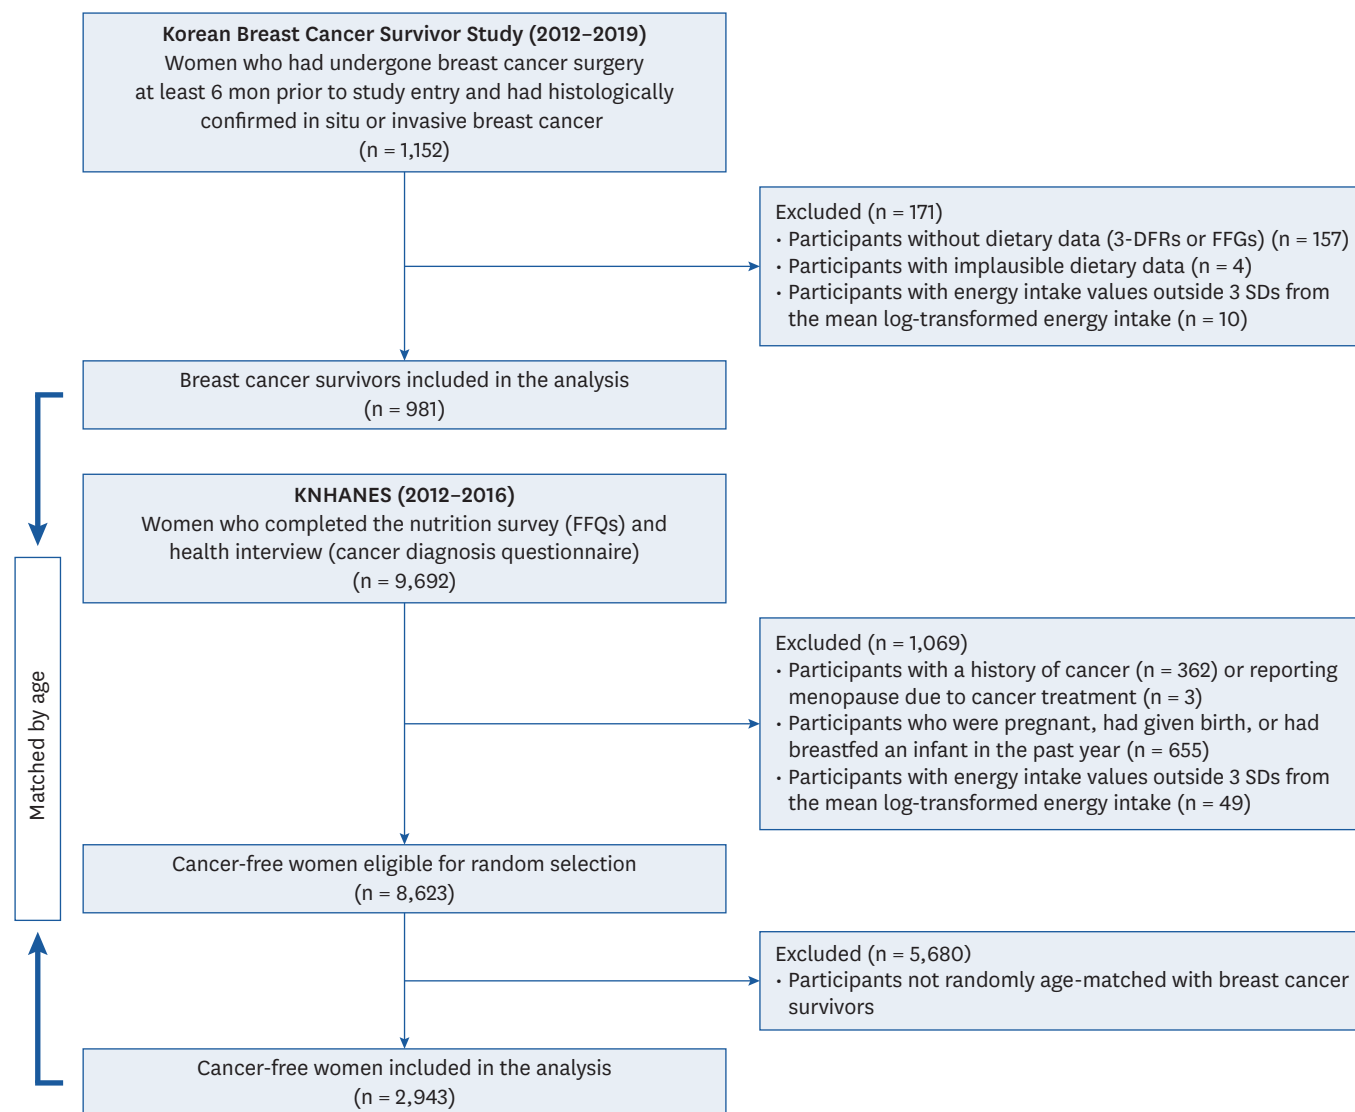 Korean Breast Cancer Survivor Study (2012–2019)
Women who had undergone breast cancer surgery
at least 6 mon prior to study entry and had histologically
confirmed in situ or invasive breast cancer
(n = 1,152)
Excluded (n = 171)
· Participants without dietary data (3-DFRs or FFGs) (n = 157)
· Participants with implausible dietary data (n = 4)
· Participants with energy intake values outside 3 SDs from
the mean log-transformed energy intake (n = 10)
Breast cancer survivors included in the analysis
(n = 981)
KNHANES (2012–2016)
Women who completed the nutrition survey (FFQs) and
health interview (cancer diagnosis questionnaire)
(n = 9,692)
Matched by age
Excluded (n = 1,069)
· Participants with a history of cancer (n = 362) or reporting
menopause due to cancer treatment (n = 3)
· Participants who were pregnant, had given birth, or had
breastfed an infant in the past year (n = 655)
· Participants with energy intake values outside 3 SDs from
the mean log-transformed energy intake (n = 49)
Cancer-free women eligible for random selection
(n = 8,623)
Excluded (n = 5,680)
· Participants not randomly age-matched with breast cancer
survivors
Cancer-free women included in the analysis
(n = 2,943)